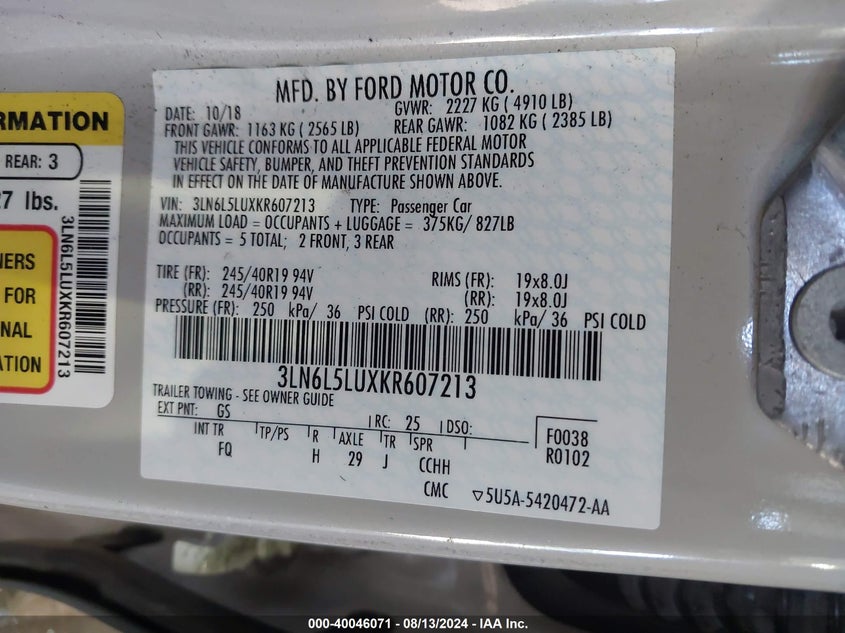 RMATION
REAR: 3
27 lbs.
NERS
FOR
NAL
ATION
3LN6L5LUXKR607213
MFD. BY FORD MOTOR CO.
DATE: 10/18 GVWR: 2227 KG ( 4910 LB)
FRONT GAWR: 1163 KG ( 2565 LB) REAR GAWR: 1082 KG ( 2385 LB)
THIS VEHICLE CONFORMS TO ALL APPLICABLE FEDERAL MOTOR
VEHICLE SAFETY, BUMPER, AND THEFT PREVENTION STANDARDS
IN EFFECT ON THE DATE OF MANUFACTURE SHOWN ABOVE.
VIN: 3LN6L5LUXKR607213 TYPE: Passenger Car
MAXIMUM LOAD = OCCUPANTS + LUGGAGE = 375KG/ 827LB
OCCUPANTS = 5 TOTAL; 2 FRONT, 3 REAR
TIRE (FR): 245/40R19 94V RIMS (FR): 19x8.0J
(RR): 245/40R19 94V (RR): 19x8.0J
PRESSURE (FR): 250 kPa/ 36 PSI COLD (RR): 250 kPa/ 36 PSI COLD
3LN6L5LUXKR607213
TRAILER TOWING - SEE OWNER GUIDE
EXT PNT: GS RC: 25 DSO:
INT TR TP/PS R AXLE TR SPR
FQ H 29 J CCHH
F0038
R0102
CMC ▽5U5A-5420472-AA
000-40046071 - 08/13/2024 - IAA Inc.